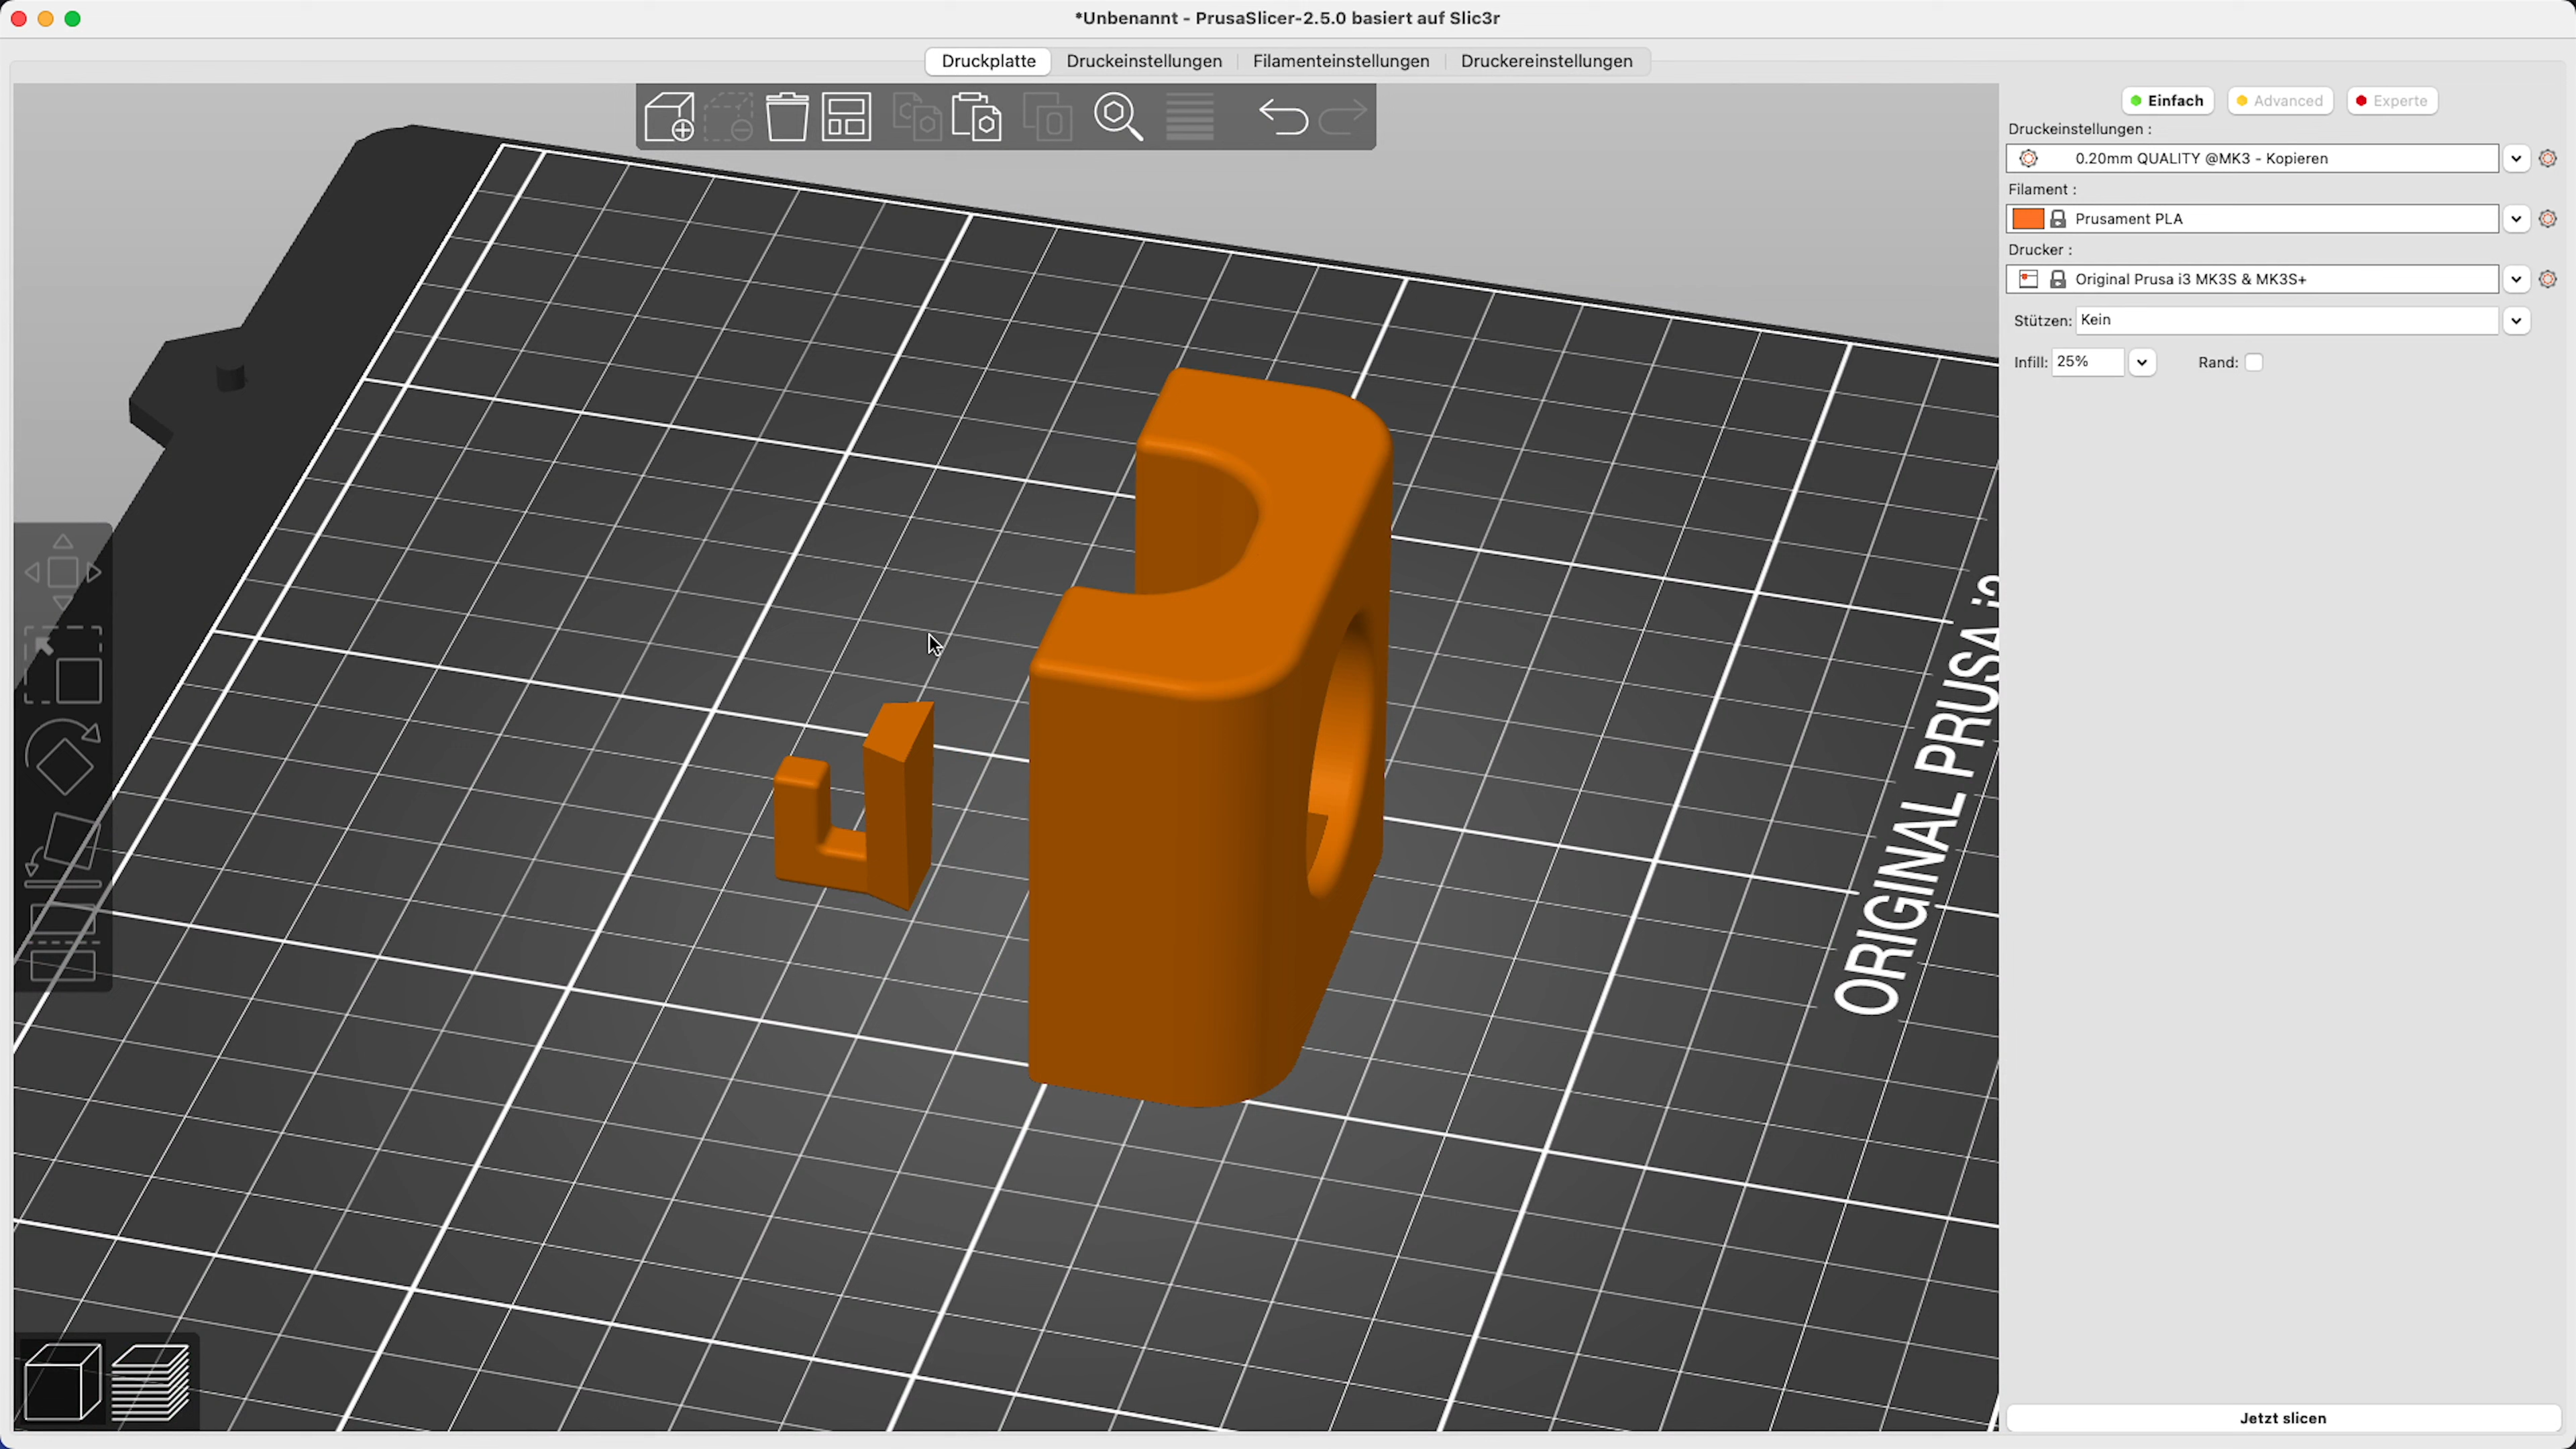 *Unbenannt - PrusaSlicer-2.5.0 basiert auf Slic3r
Druckplatte
Druckeinstellungen
Filamenteinstellungen
Druckereinstellungen
Einfach
Advanced
Experte
Druckeinstellungen :
0.20mm QUALITY @MK3 - Kopieren
Filament :
Prusament PLA
Drucker :
Original Prusa i3 MK3S & MK3S+
Stützen: Kein
Infill: 25%
Rand:
ORIGINAL PRUSA i3
Jetzt slicen